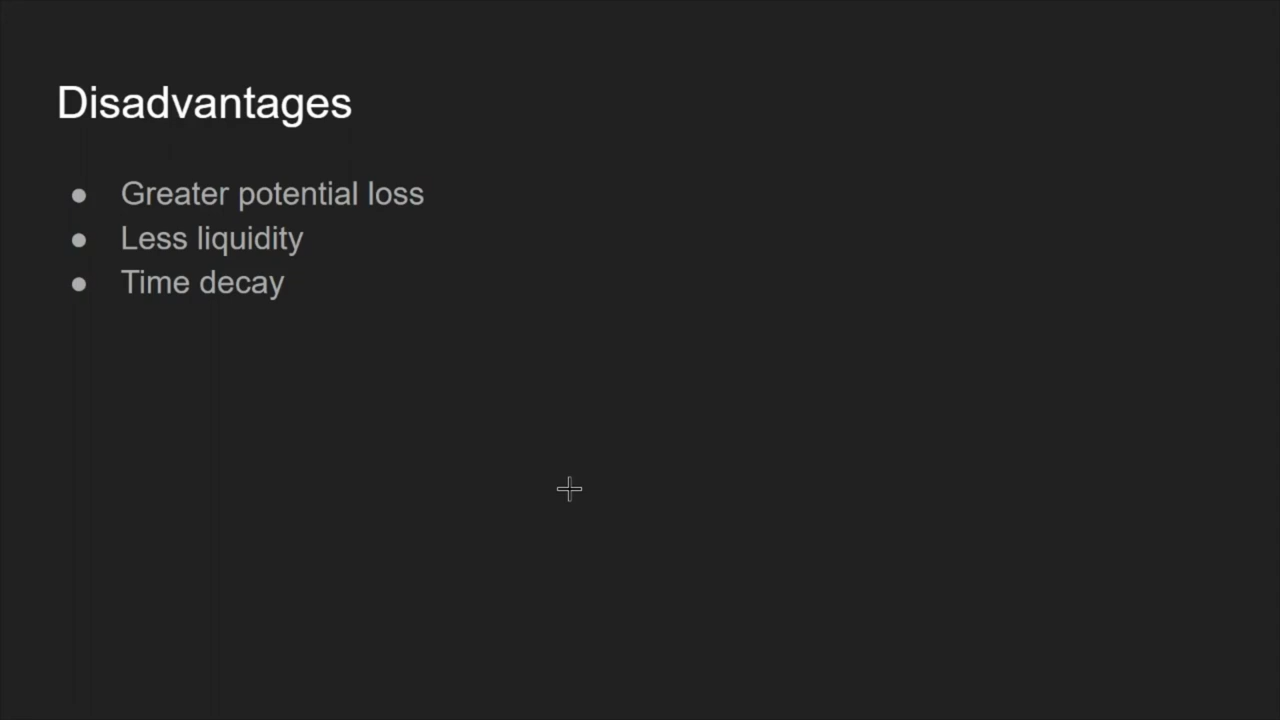 Disadvantages
● Greater potential loss
● Less liquidity
● Time decay